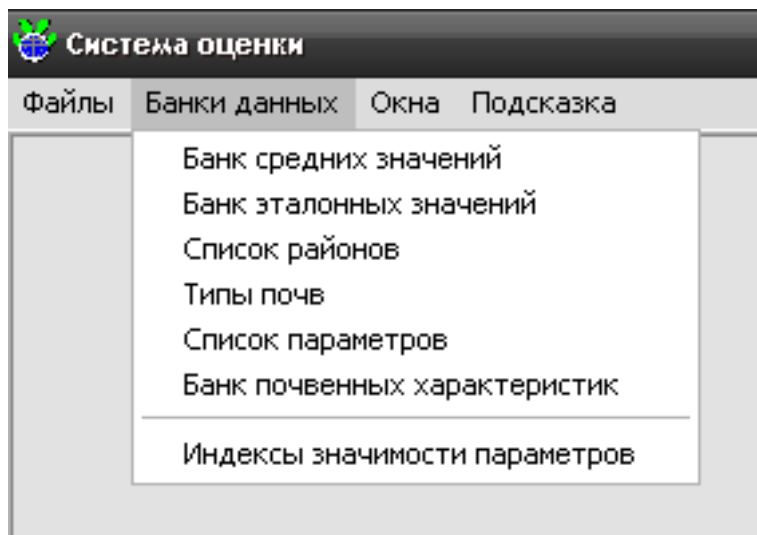 Система оценки
Файлы Банки данных Окна Подсказка
Банк средних значений
Банк эталонных значений
Список районов
Типы почв
Список параметров
Банк почвенных характеристик
Индексы значимости параметров